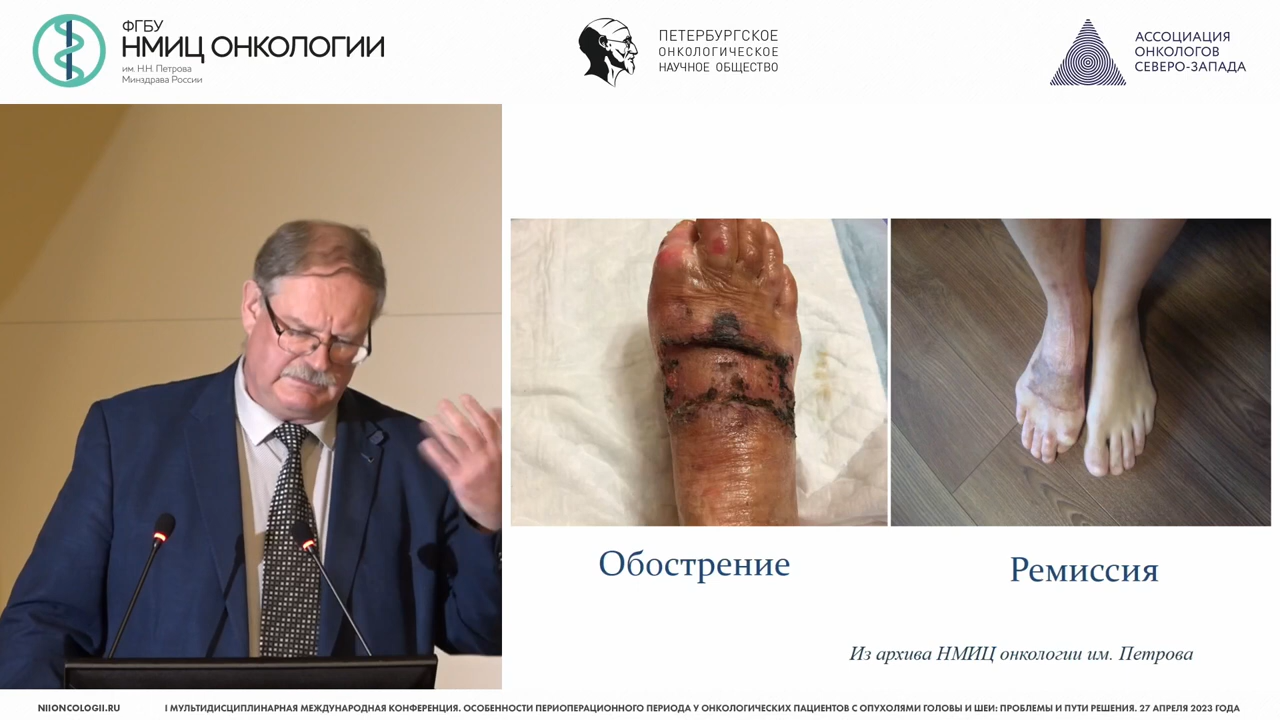 ФГБУ
НМИЦ ОНКОЛОГИИ
им. Н.Н. Петрова
Минздрава России
ПЕТЕРБУРГСКОЕ
ОНКОЛОГИЧЕСКОЕ
НАУЧНОЕ ОБЩЕСТВО
АССОЦИАЦИЯ
ОНКОЛОГОВ
СЕВЕРО-ЗАПАДА
Обострение
Ремиссия
Из архива НМИЦ онкологии им. Петрова
NIIONCOLOGII.RU
I МУЛЬТИДИСЦИПЛИНАРНАЯ МЕЖДУНАРОДНАЯ КОНФЕРЕНЦИЯ. ОСОБЕННОСТИ ПЕРИОПЕРАЦИОННОГО ПЕРИОДА У ОНКОЛОГИЧЕСКИХ ПАЦИЕНТОВ С ОПУХОЛЯМИ ГОЛОВЫ И ШЕИ: ПРОБЛЕМЫ И ПУТИ РЕШЕНИЯ. 27 АПРЕЛЯ 2023 ГОДА